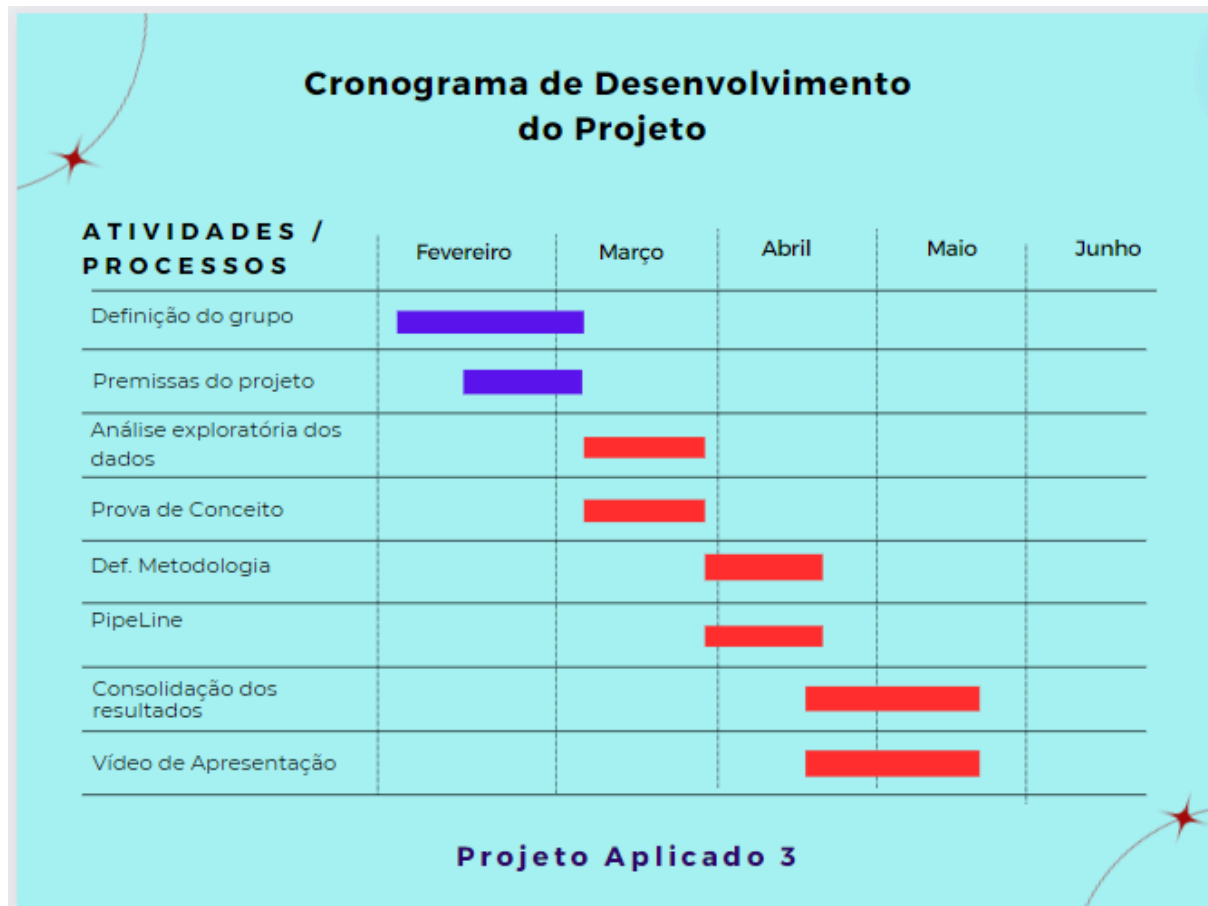 Cronograma de Desenvolvimento
do Projeto
ATIVIDADES /
PROCESSOS
Fevereiro
Março
Abril
Maio
Junho
Definição do grupo
Premissas do projeto
Análise exploratória dos
dados
Prova de Conceito
Def. Metodologia
PipeLine
Consolidação dos
resultados
Vídeo de Apresentação
Projeto Aplicado 3